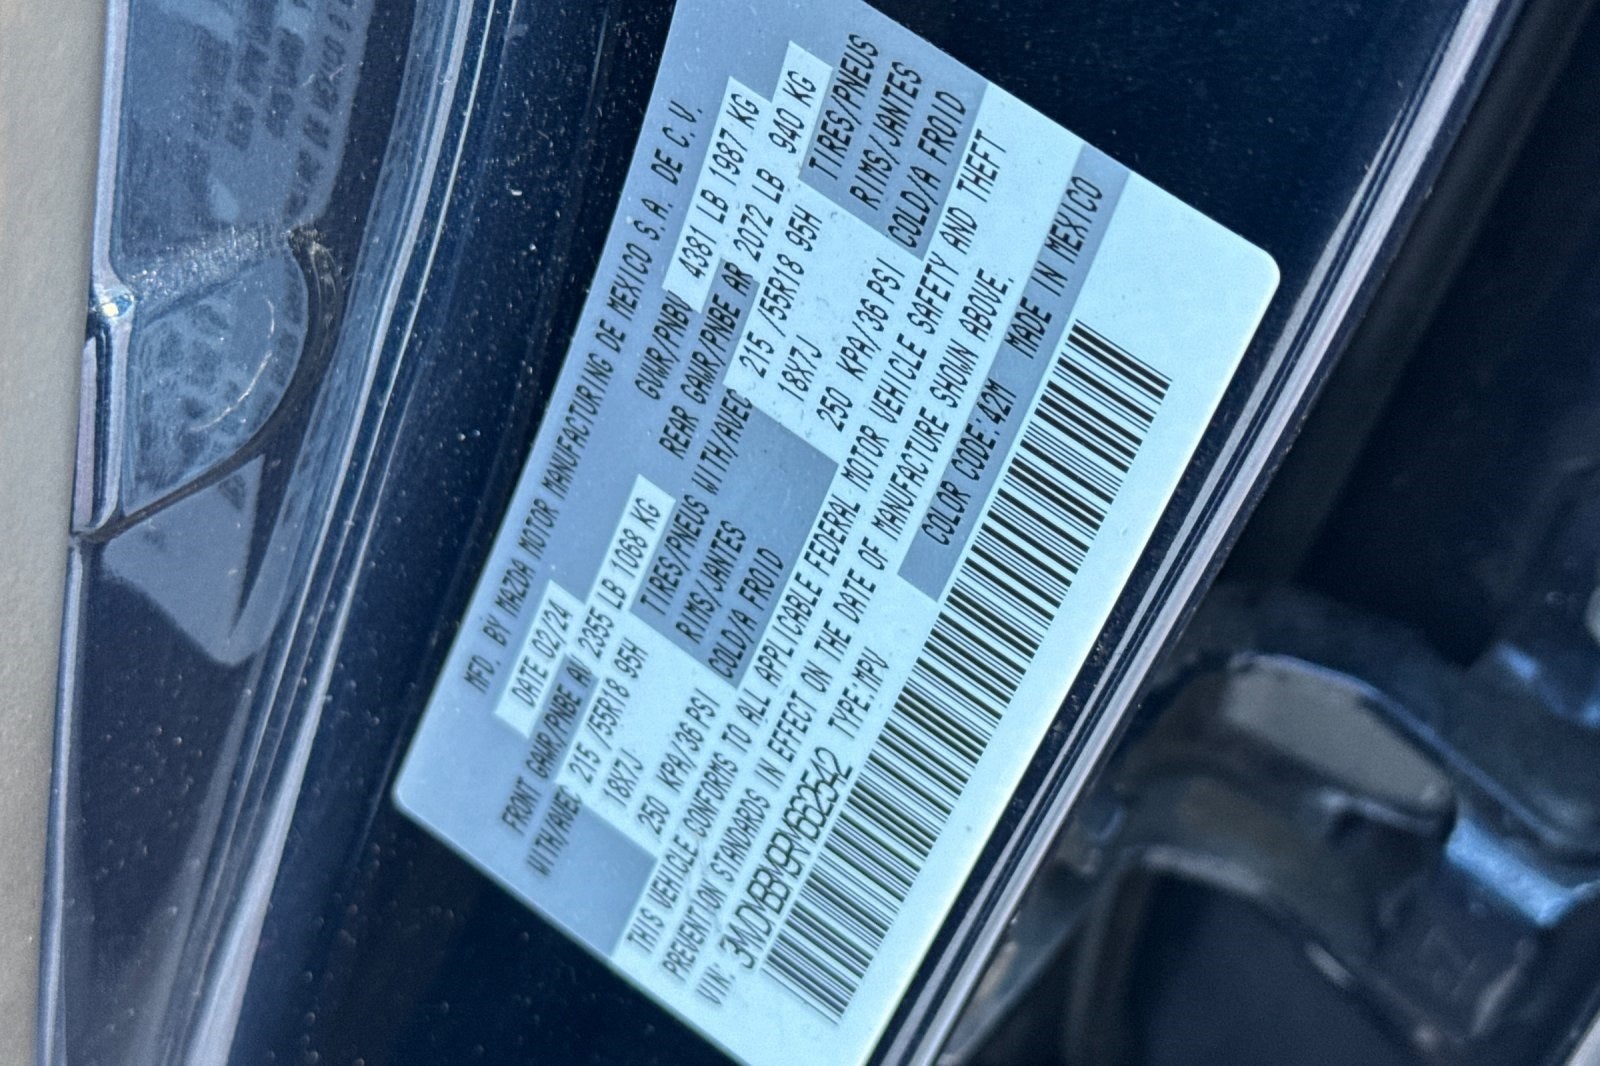 MFD. BY MAZDA MOTOR MANUFACTURING DE MEXICO S.A. DE C.V.
DATE 02/24 GVWR/PNBV 4381 LB 1987 KG
FRONT GAWR/PNBE AV 2355 LB 1068 KG REAR GAWR/PNBE AR 2072 LB 940 KG
WITH/AVEC 215 /55R18 95H TIRES/PNEUS WITH/AVEC 215 /55R18 95H TIRES/PNEUS
18X7J RIMS/JANTES 18X7J RIMS/JANTES
250 KPA/36 PSI COLD/A FROID 250 KPA/36 PSI COLD/A FROID
THIS VEHICLE CONFORMS TO ALL APPLICABLE FEDERAL MOTOR VEHICLE SAFETY AND THEFT
PREVENTION STANDARDS IN EFFECT ON THE DATE OF MANUFACTURE SHOWN ABOVE.
VIN: 3MVDMBBM9RM662542 TYPE:MPV COLOR CODE:42M MADE IN MEXICO